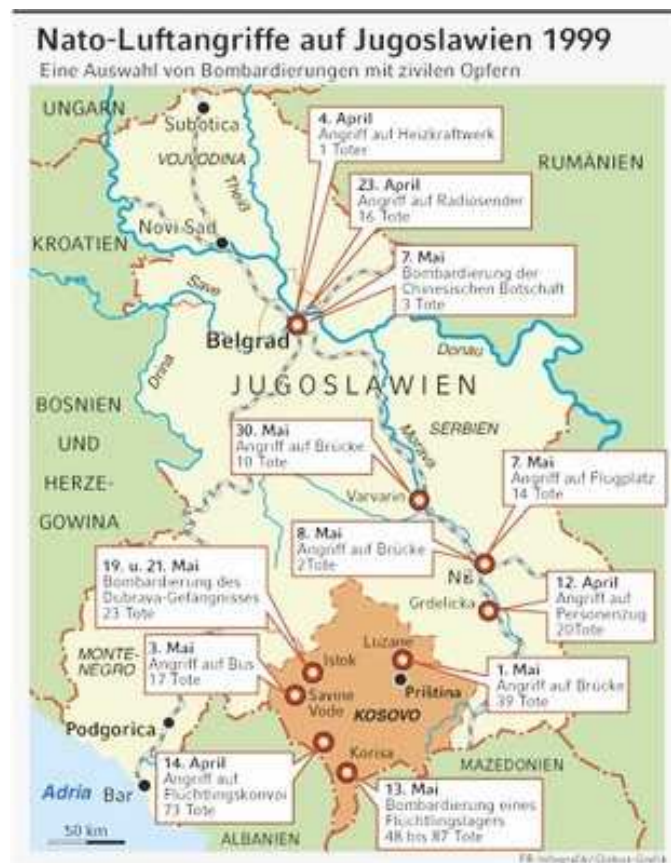 Nato-Luftangriffe auf Jugoslawien 1999
Eine Auswahl von Bombardierungen mit zivilen Opfern
UNGARN
Subotica
VOJVODINA
Theiß
4. April
Angriff auf Heizkraftwerk
1 Toter
RUMÄNIEN
23. April
Angriff auf Radiosender
16 Tote
Novi Sad
KROATIEN
7. Mai
Bombardierung der
Chinesischen Botschaft
3 Tote
Save
Belgrad
Donau
Drina
JUGOSLAWIEN
BOSNIEN
UND
HERZE-
GOWINA
30. Mai
Angriff auf Brücke
10 Tote
Morava
SERBIEN
Varvarin
7. Mai
Angriff auf Flugplatz
14 Tote
8. Mai
Angriff auf Brücke
2Tote
Niš
19. u. 21. Mai
Bombardierung des
Dubrava-Gefängnisses
23 Tote
Grdelicka
12. April
Angriff auf
Personenzug
20Tote
MONTE-
NEGRO
3. Mai
Angriff auf Bus
17 Tote
Istok
Luzane
Savine
Vode
Priština
KOSOVO
1. Mai
Angriff auf Brücke
39 Tote
Podgorica
14. April
Angriff auf
Flüchtlingskonvoi
73 Tote
Korisa
MAZEDONIEN
Adria
Bar
13. Mai
Bombardierung eines
Flüchtlingslagers
48 bis 87 Tote
50 km
ALBANIEN